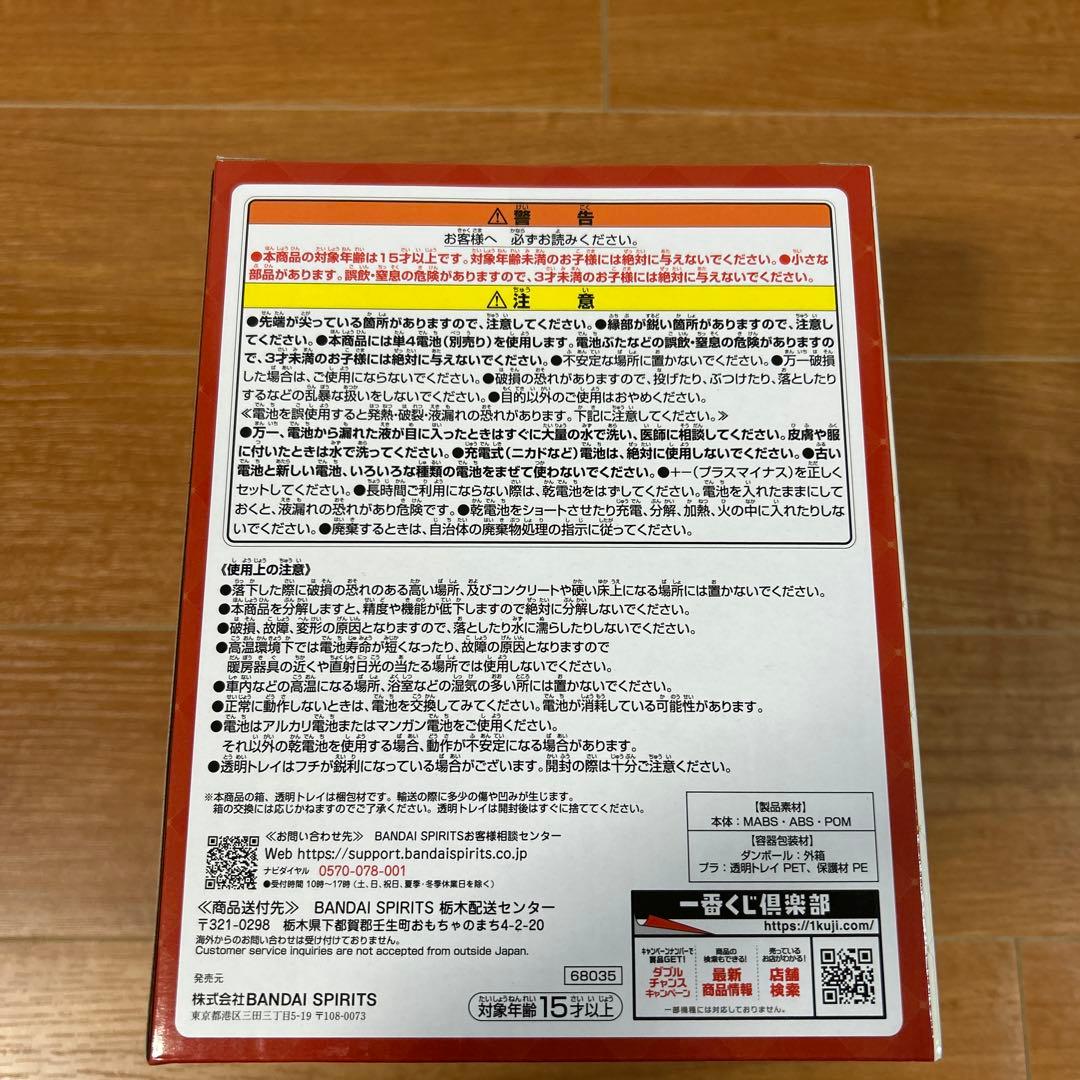 ⚠警告
お客様へ 必ずお読みください。
●本商品の対象年齢は15才以上です。対象年齢未満のお子様には絶対に与えないでください。●小さな
部品があります。誤飲・窒息の危険がありますので、3才未満のお子様には絶対に与えないでください。
⚠注意
●先端が尖っている箇所がありますので、注意してください。●縁部が鋭い箇所がありますので、注意し
てください。●本商品には単4電池(別売り)を使用します。電池ぶたなどの誤飲・窒息の危険がありますの
で、3才未満のお子様には絶対に与えないでください。●不安定な場所に置かないでください。●万一破損
した場合は、ご使用にならないでください。●破損の恐れがありますので、投げたり、ぶつけたり、落としたり
するなどの乱暴な扱いをしないでください。●目的以外のご使用はおやめください。
≪電池を誤使用すると発熱・破裂・液漏れの恐れがあります。下記に注意してください。≫
●万一、電池から漏れた液が目に入ったときはすぐに大量の水で洗い、医師に相談してください。皮膚や服
に付いたときは水で洗ってください。●充電式(ニカドなど)電池は、絶対に使用しないでください。●古い
電池と新しい電池、いろいろな種類の電池をまぜて使わないでください。●+−(プラスマイナス)を正しく
セットしてください。●長時間ご利用にならない際は、乾電池をはずしてください。電池を入れたままにして
おくと、液漏れの恐れがあり危険です。●乾電池をショートさせたり充電、分解、加熱、火の中に入れたりしな
いでください。●廃棄するときは、自治体の廃棄物処理の指示に従ってください。
《使用上の注意》
●落下した際に破損の恐れのある高い場所、及びコンクリートや硬い床上になる場所には置かないでください。
●本商品を分解しますと、精度や機能が低下しますので絶対に分解しないでください。
●破損、故障、変形の原因となりますので、落としたり水に濡らしたりしないでください。
●高温環境下では電池寿命が短くなったり、故障の原因となりますので
暖房器具の近くや直射日光の当たる場所では使用しないでください。
●車内などの高温になる場所、浴室などの湿気の多い所には置かないでください。
●正常に動作しないときは、電池を交換してみてください。電池が消耗している可能性があります。
●電池はアルカリ電池またはマンガン電池をご使用ください。
それ以外の乾電池を使用する場合、動作が不安定になる場合があります。
●透明トレイはフチが鋭利になっている場合がございます。開封の際は十分ご注意ください。
※本商品の箱、透明トレイは梱包材です。輸送の際に多少の傷や凹みが生じます。
箱の交換には応じかねますのでご了承ください。透明トレイは開封後はすぐに捨ててください。
【製品素材】
本体：MABS・ABS・POM
【容器包装材】
ダンボール：外箱
プラ：透明トレイ PET、保護材 PE
≪お問い合わせ先≫ BANDAI SPIRITSお客様相談センター
Web https://support.bandaispirits.co.jp
ナビダイヤル 0570-078-001
●受付時間 10時〜17時(土、日、祝日、夏季・冬季休業日を除く)
≪商品送付先≫ BANDAI SPIRITS 栃木配送センター
〒321-0298 栃木県下都賀郡壬生町おもちゃのまち4-2-20
海外からのお問い合わせは受け付けておりません。
Customer service inquiries are not accepted from outside Japan.
発売元
株式会社BANDAI SPIRITS
東京都港区三田三丁目5-19 〒108-0073
68035
対象年齢15才以上
一番くじ倶楽部
https://1kuji.com/
キャンペーンナンバーで
賞品GET!
ダブル
チャンス
キャンペーン
商品の
検索もできる!
最新
商品情報
売っている
お店がわかる!
店舗
検索
一部機種には対応しておりません。